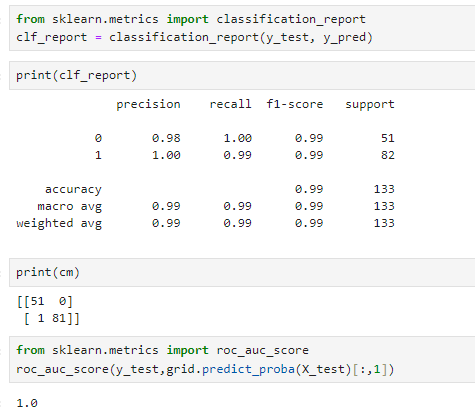 from sklearn.metrics import classification_report
clf_report = classification_report(y_test, y_pred)
print(clf_report)
precision recall f1-score support
0 0.98 1.00 0.99 51
1 1.00 0.99 0.99 82
accuracy 0.99 133
macro avg 0.99 0.99 0.99 133
weighted avg 0.99 0.99 0.99 133
print(cm)
[[51 0]
[ 1 81]]
from sklearn.metrics import roc_auc_score
roc_auc_score(y_test,grid.predict_proba(X_test)[:,1])
1.0